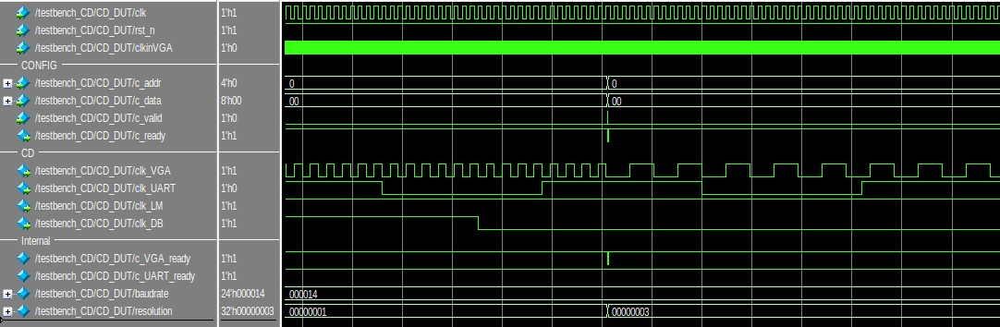 /testbench_CD/CD_DUT/clk 1'h1
/testbench_CD/CD_DUT/rst_n 1'h1
/testbench_CD/CD_DUT/clkinVGA 1'h0
CONFIG
/testbench_CD/CD_DUT/c_addr 4'h0 0 0
/testbench_CD/CD_DUT/c_data 8'h00 00 00
/testbench_CD/CD_DUT/c_valid 1'h0
/testbench_CD/CD_DUT/c_ready 1'h1
CD
/testbench_CD/CD_DUT/clk_VGA 1'h1
/testbench_CD/CD_DUT/clk_UART 1'h0
/testbench_CD/CD_DUT/clk_LM 1'h1
/testbench_CD/CD_DUT/clk_DB 1'h1
Internal
/testbench_CD/CD_DUT/c_VGA_ready 1'h1
/testbench_CD/CD_DUT/c_UART_ready 1'h1
/testbench_CD/CD_DUT/baudrate 24'h000014 000014
/testbench_CD/CD_DUT/resolution 32'h00000003 00000001 00000003